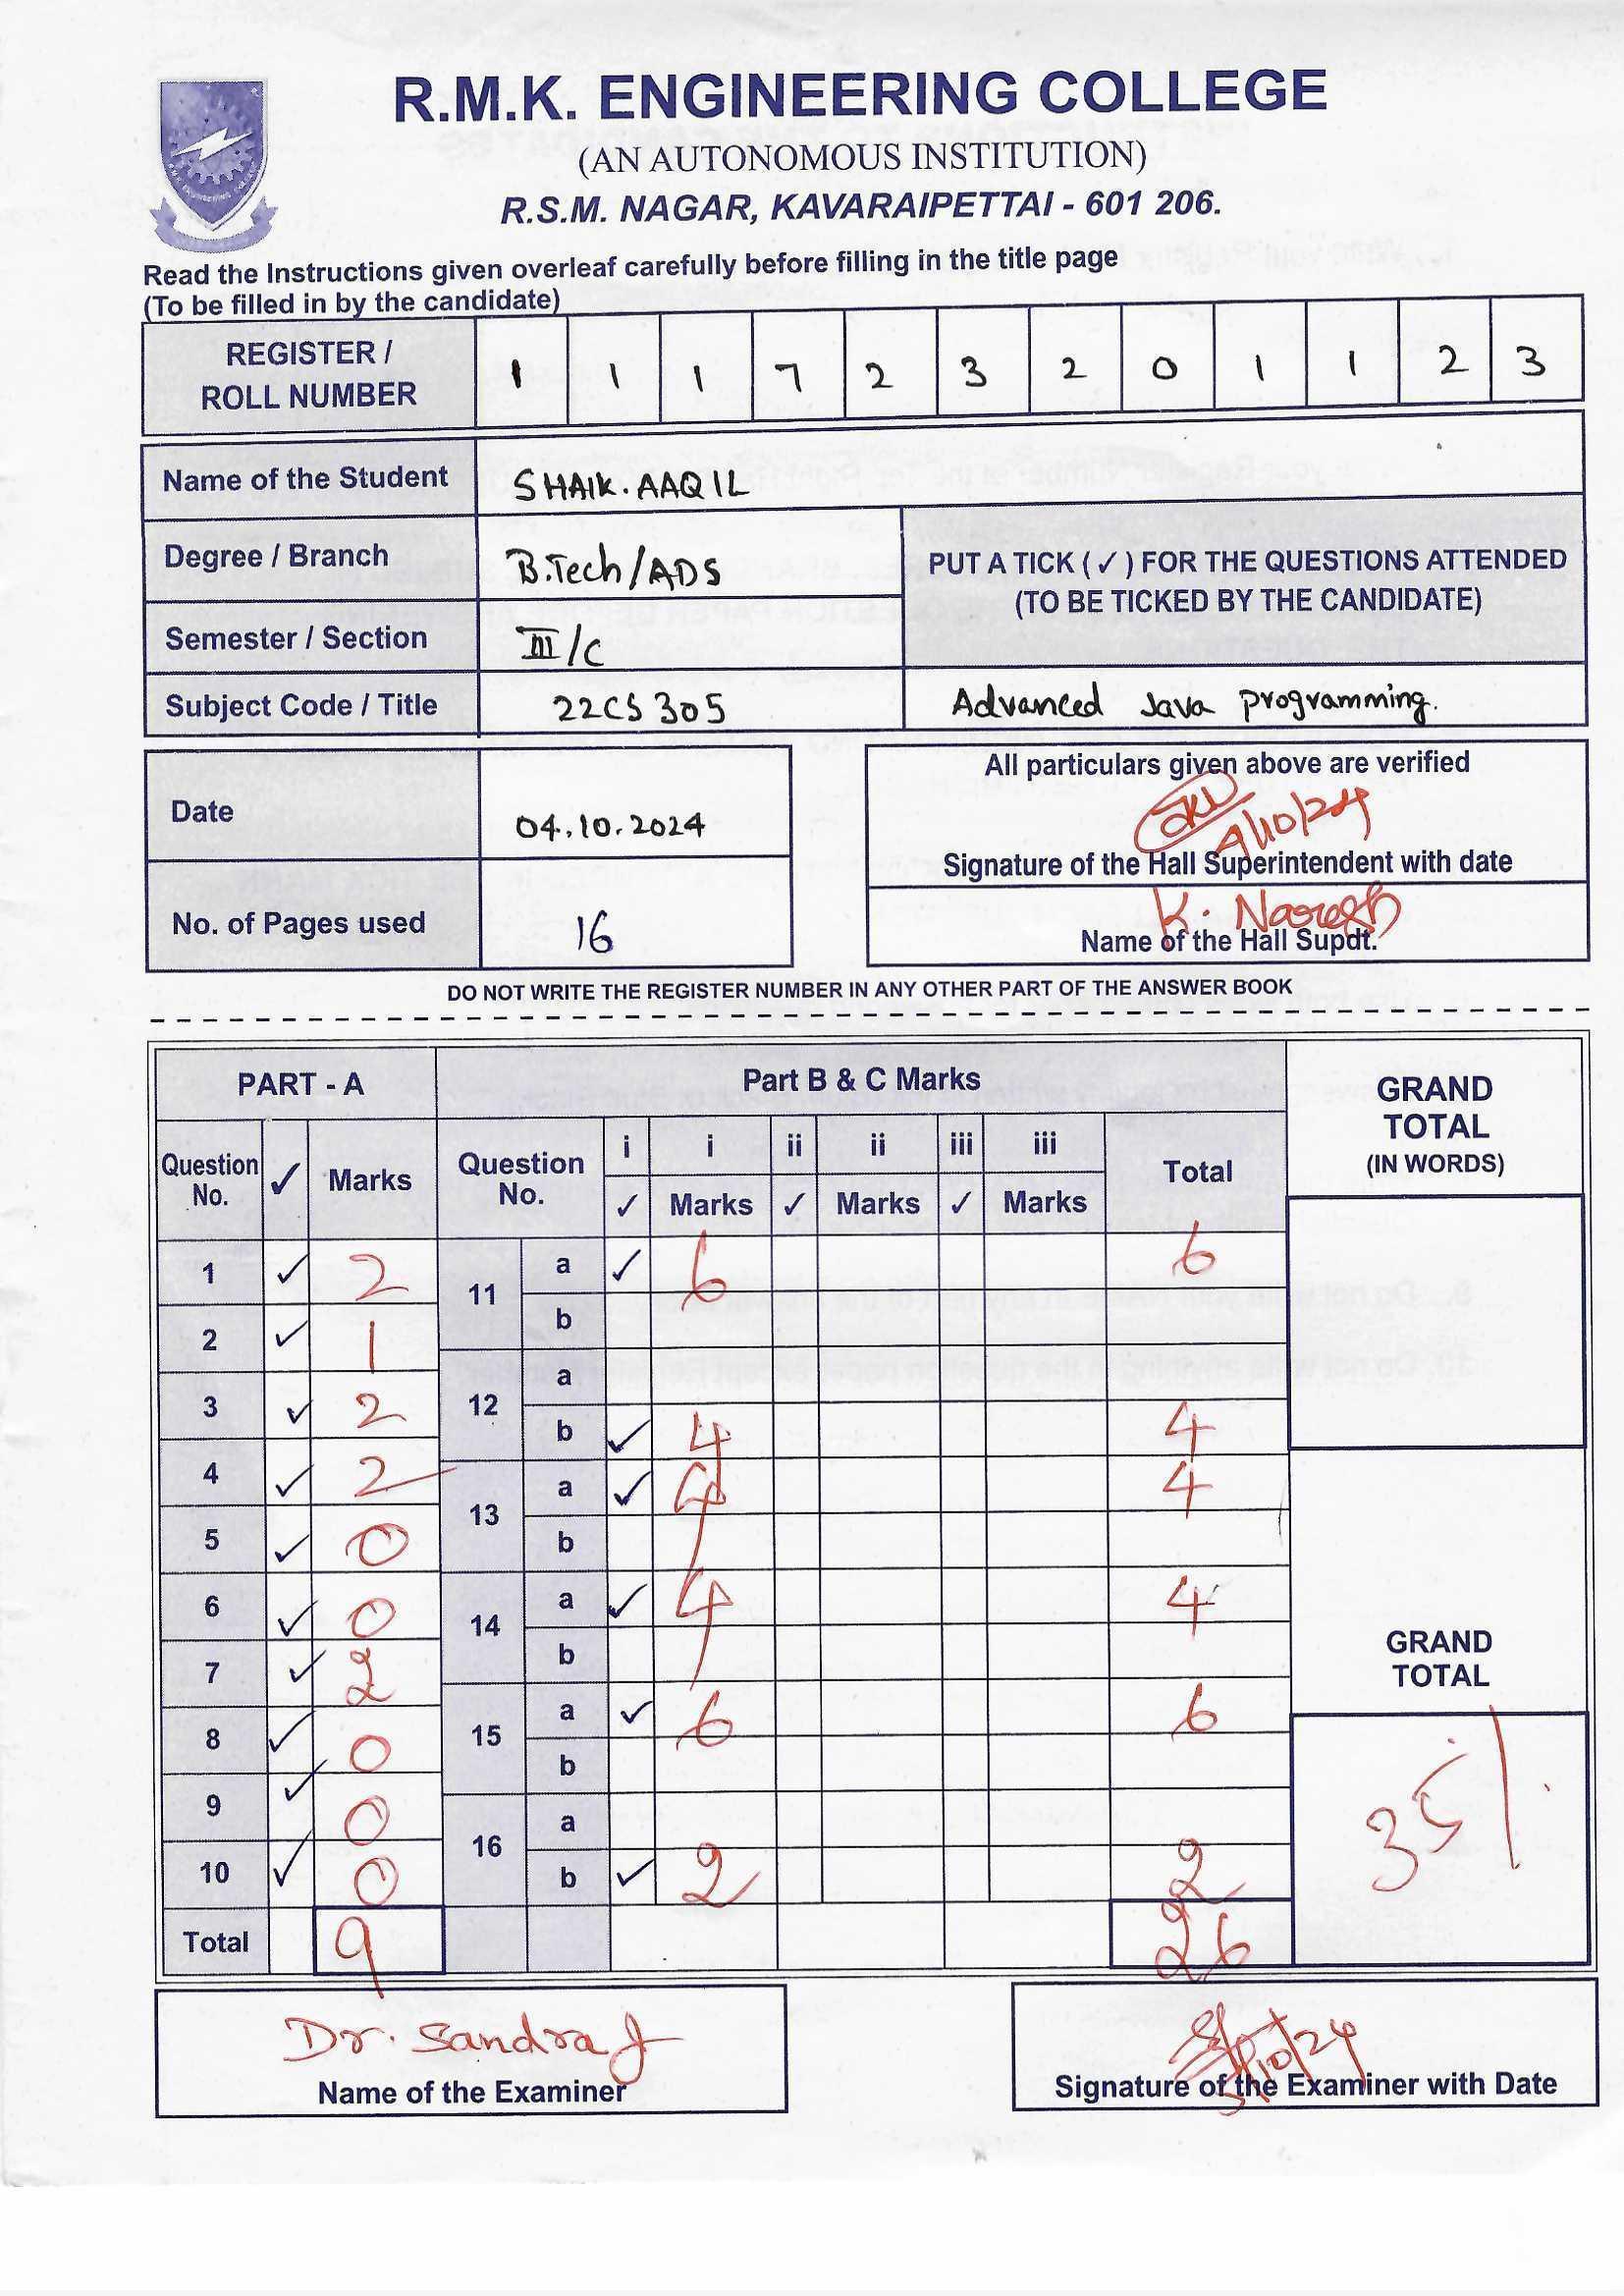 R.M.K. ENGINEERING COLLEGE
(AN AUTONOMOUS INSTITUTION)
R.S.M. NAGAR, KAVARAIPETTAI - 601 206.
Read the Instructions given overleaf carefully before filling in the title page
(To be filled in by the candidate)
REGISTER /
ROLL NUMBER 1 1 1 7 2 3 2 0 1 1 2 3
Name of the Student SHAIK.AAQIL
Degree / Branch B.Tech/ADS
PUT A TICK (✓) FOR THE QUESTIONS ATTENDED
(TO BE TICKED BY THE CANDIDATE)
Semester / Section III/C
Subject Code / Title 22CS305 Advanced Java programming.
All particulars given above are verified
Date 04.10.2024
4/10/24
Signature of the Hall Superintendent with date
No. of Pages used 16
K. Naresh
Name of the Hall Supdt.
DO NOT WRITE THE REGISTER NUMBER IN ANY OTHER PART OF THE ANSWER BOOK
PART - A Part B & C Marks GRAND
TOTAL
(IN WORDS)
Question No. ✓ Marks Question No. i i ii ii iii iii Total
✓ Marks ✓ Marks ✓ Marks
1 ✓ 2 11 a ✓ 6 6
2 ✓ 1 b
3 ✓ 2 12 a
b ✓ 4 4
4 ✓ 2 13 a ✓ 4 4
5 ✓ 0 b
6 ✓ 0 14 a ✓ 4 4
7 ✓ 2 b
GRAND
TOTAL
8 ✓ 0 15 a ✓ 6 6
b
9 ✓ 0 16 a
10 ✓ 0 b ✓ 2 2
35
Total 9 26
Dr. Sandra J
Name of the Examiner
Signature of the Examiner with Date